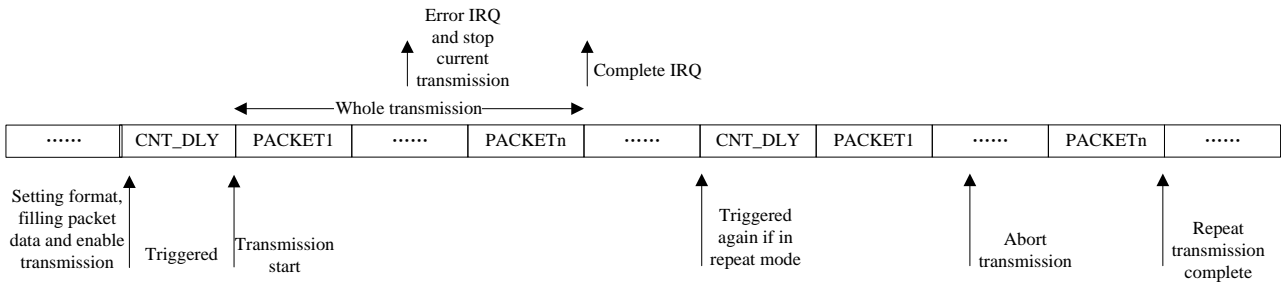 Error IRQ
and stop
current
transmission
Complete IRQ
Whole transmission
...... CNT_DLY PACKET1 ...... PACKETn ...... CNT_DLY PACKET1 ...... PACKETn ......
Setting format,
filling packet
data and enable
transmission
Triggered
Transmission
start
Triggered
again if in
repeat mode
Abort
transmission
Repeat
transmission
complete